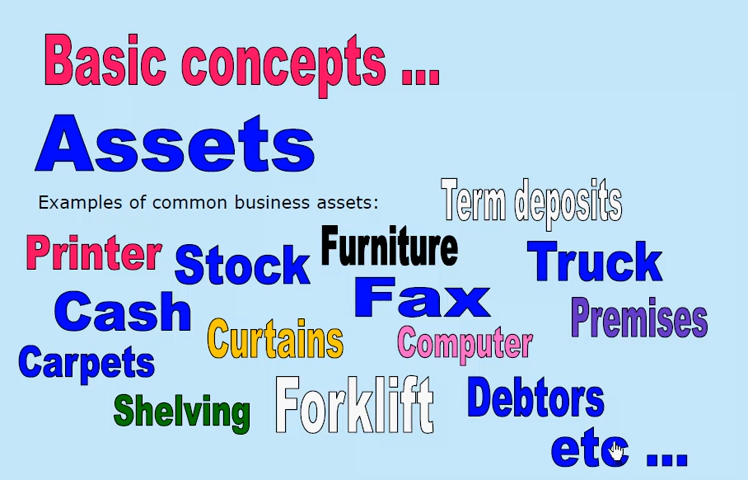 Basic concepts ...
Assets
Examples of common business assets:
Term deposits
Printer Stock Furniture Truck
Cash Fax Premises
Curtains Computer
Carpets
Shelving Forklift Debtors
etc ...